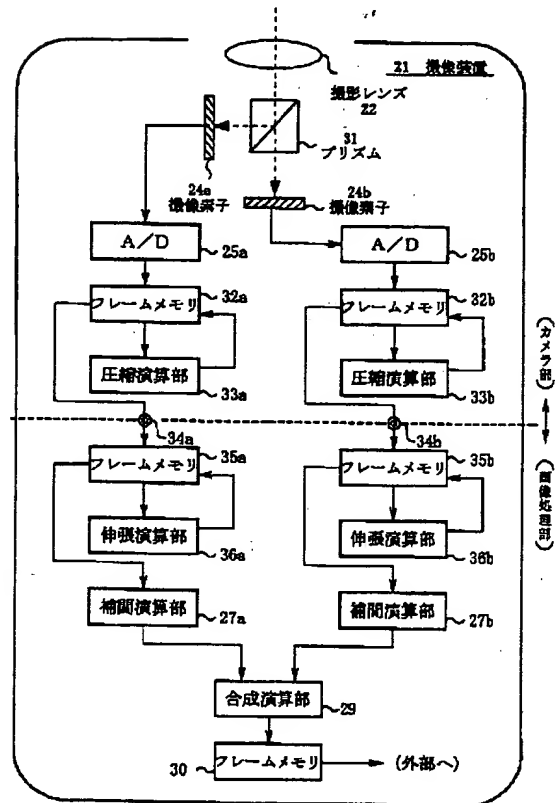 21 撮像装置
撮影レンズ
22
31
プリズム
24a
撮像素子
24b
撮像素子
A/D
25a
A/D
25b
フレームメモリ
32a
フレームメモリ
32b
圧縮演算部
33a
圧縮演算部
33b
(カメラ部)
34a
34b
(画像処理部)
フレームメモリ
35a
フレームメモリ
35b
伸張演算部
36a
伸張演算部
36b
補間演算部
27a
補間演算部
27b
合成演算部
29
フレームメモリ
30
(外部へ)